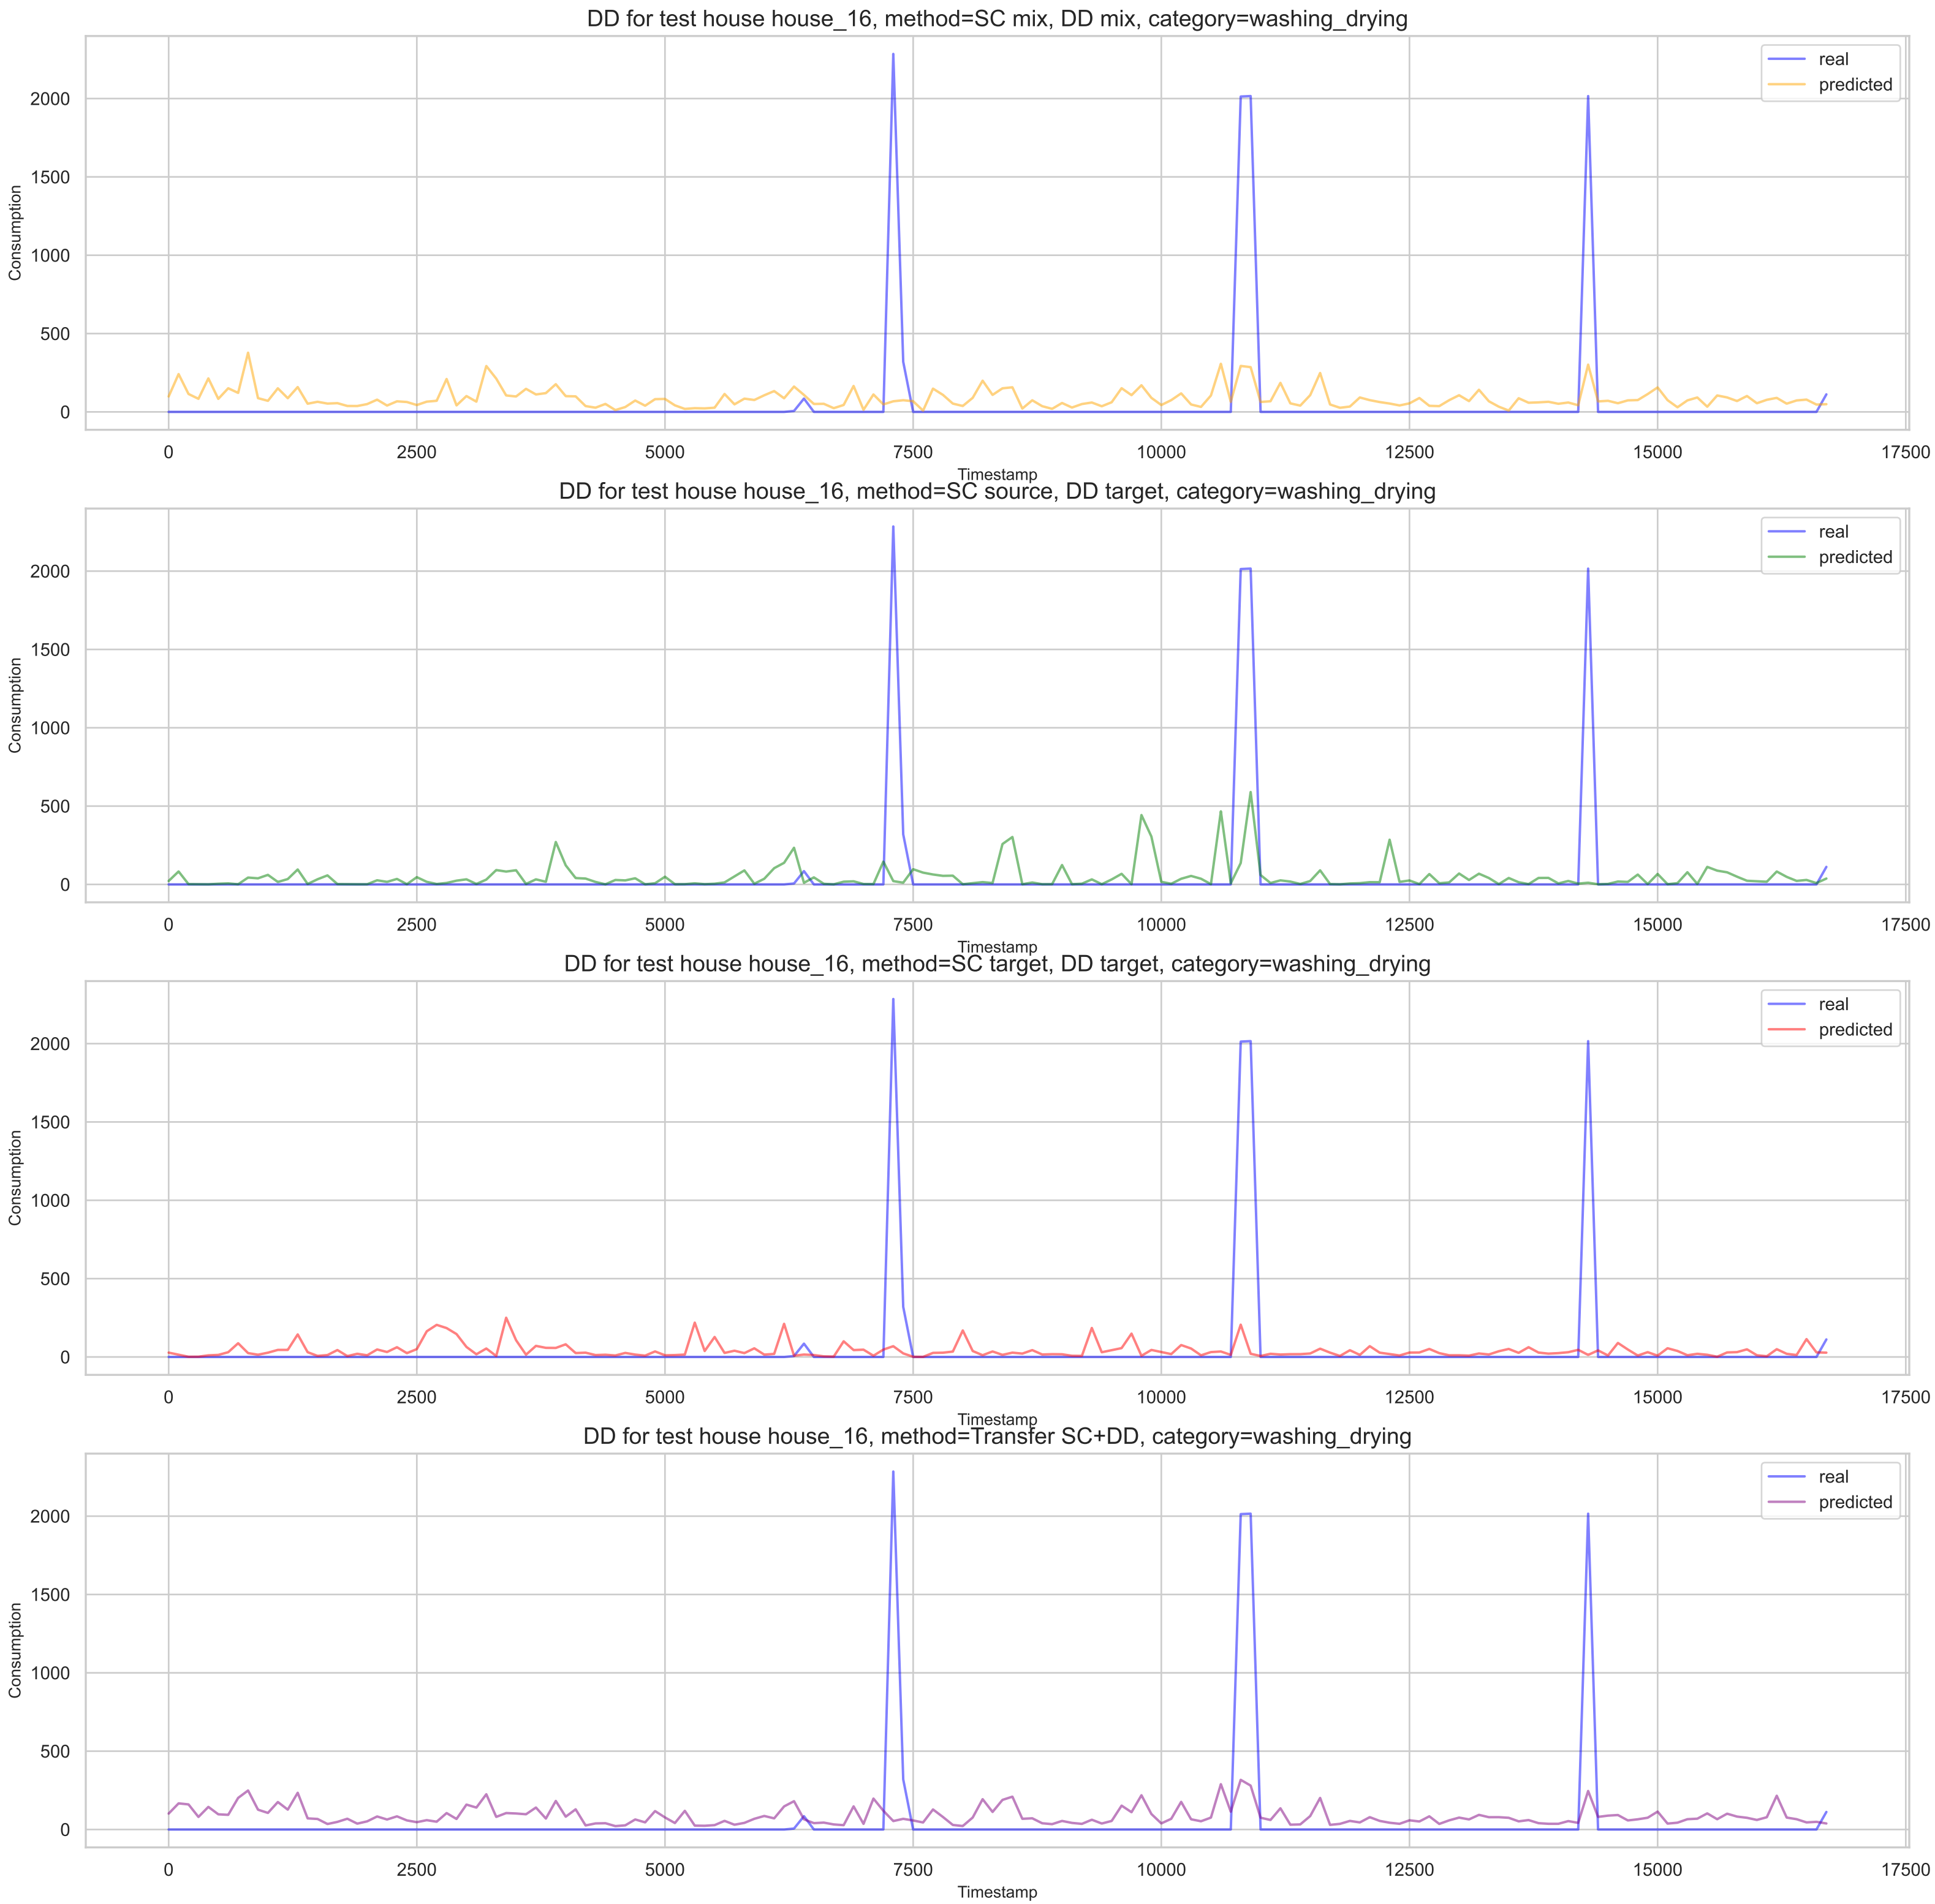 DD for test house house_16, method=SC mix, DD mix, category=washing_drying
real
predicted
2000
1500
1000
500
0
Consumption
0 2500 5000 7500 10000 12500 15000 17500
Timestamp
DD for test house house_16, method=SC source, DD target, category=washing_drying
real
predicted
2000
1500
1000
500
0
Consumption
0 2500 5000 7500 10000 12500 15000 17500
Timestamp
DD for test house house_16, method=SC target, DD target, category=washing_drying
real
predicted
2000
1500
1000
500
0
Consumption
0 2500 5000 7500 10000 12500 15000 17500
Timestamp
DD for test house house_16, method=Transfer SC+DD, category=washing_drying
real
predicted
2000
1500
1000
500
0
Consumption
0 2500 5000 7500 10000 12500 15000 17500
Timestamp